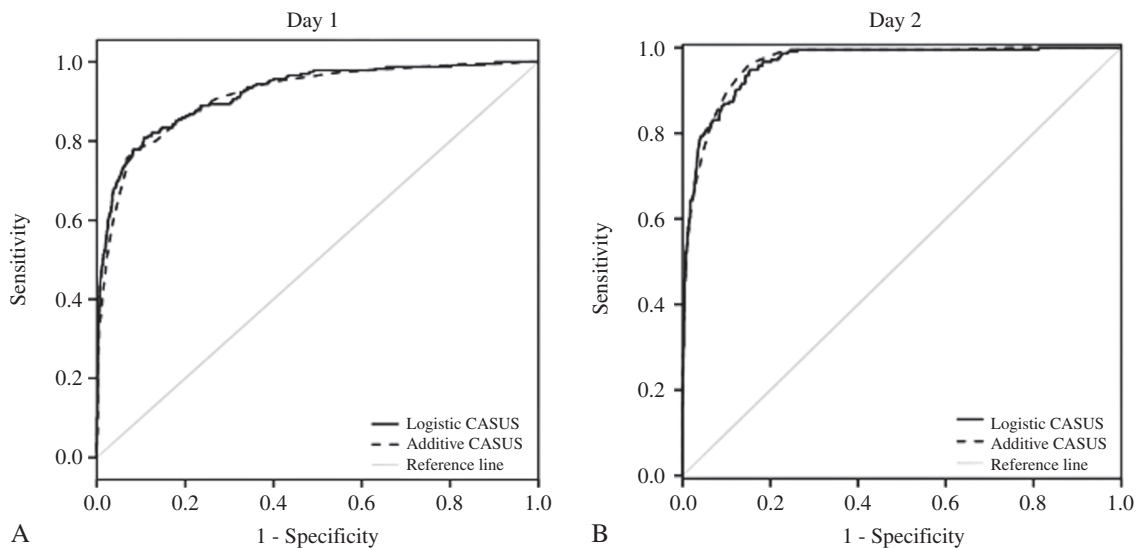 Day 1
1.0
0.8
0.6
0.4
0.2
0.0
Sensitivity
Logistic CASUS
Additive CASUS
Reference line
0.0 0.2 0.4 0.6 0.8 1.0
1 - Specificity
A
Day 2
1.0
0.8
0.6
0.4
0.2
0.0
Sensitivity
Logistic CASUS
Additive CASUS
Reference line
0.0 0.2 0.4 0.6 0.8 1.0
1 - Specificity
B